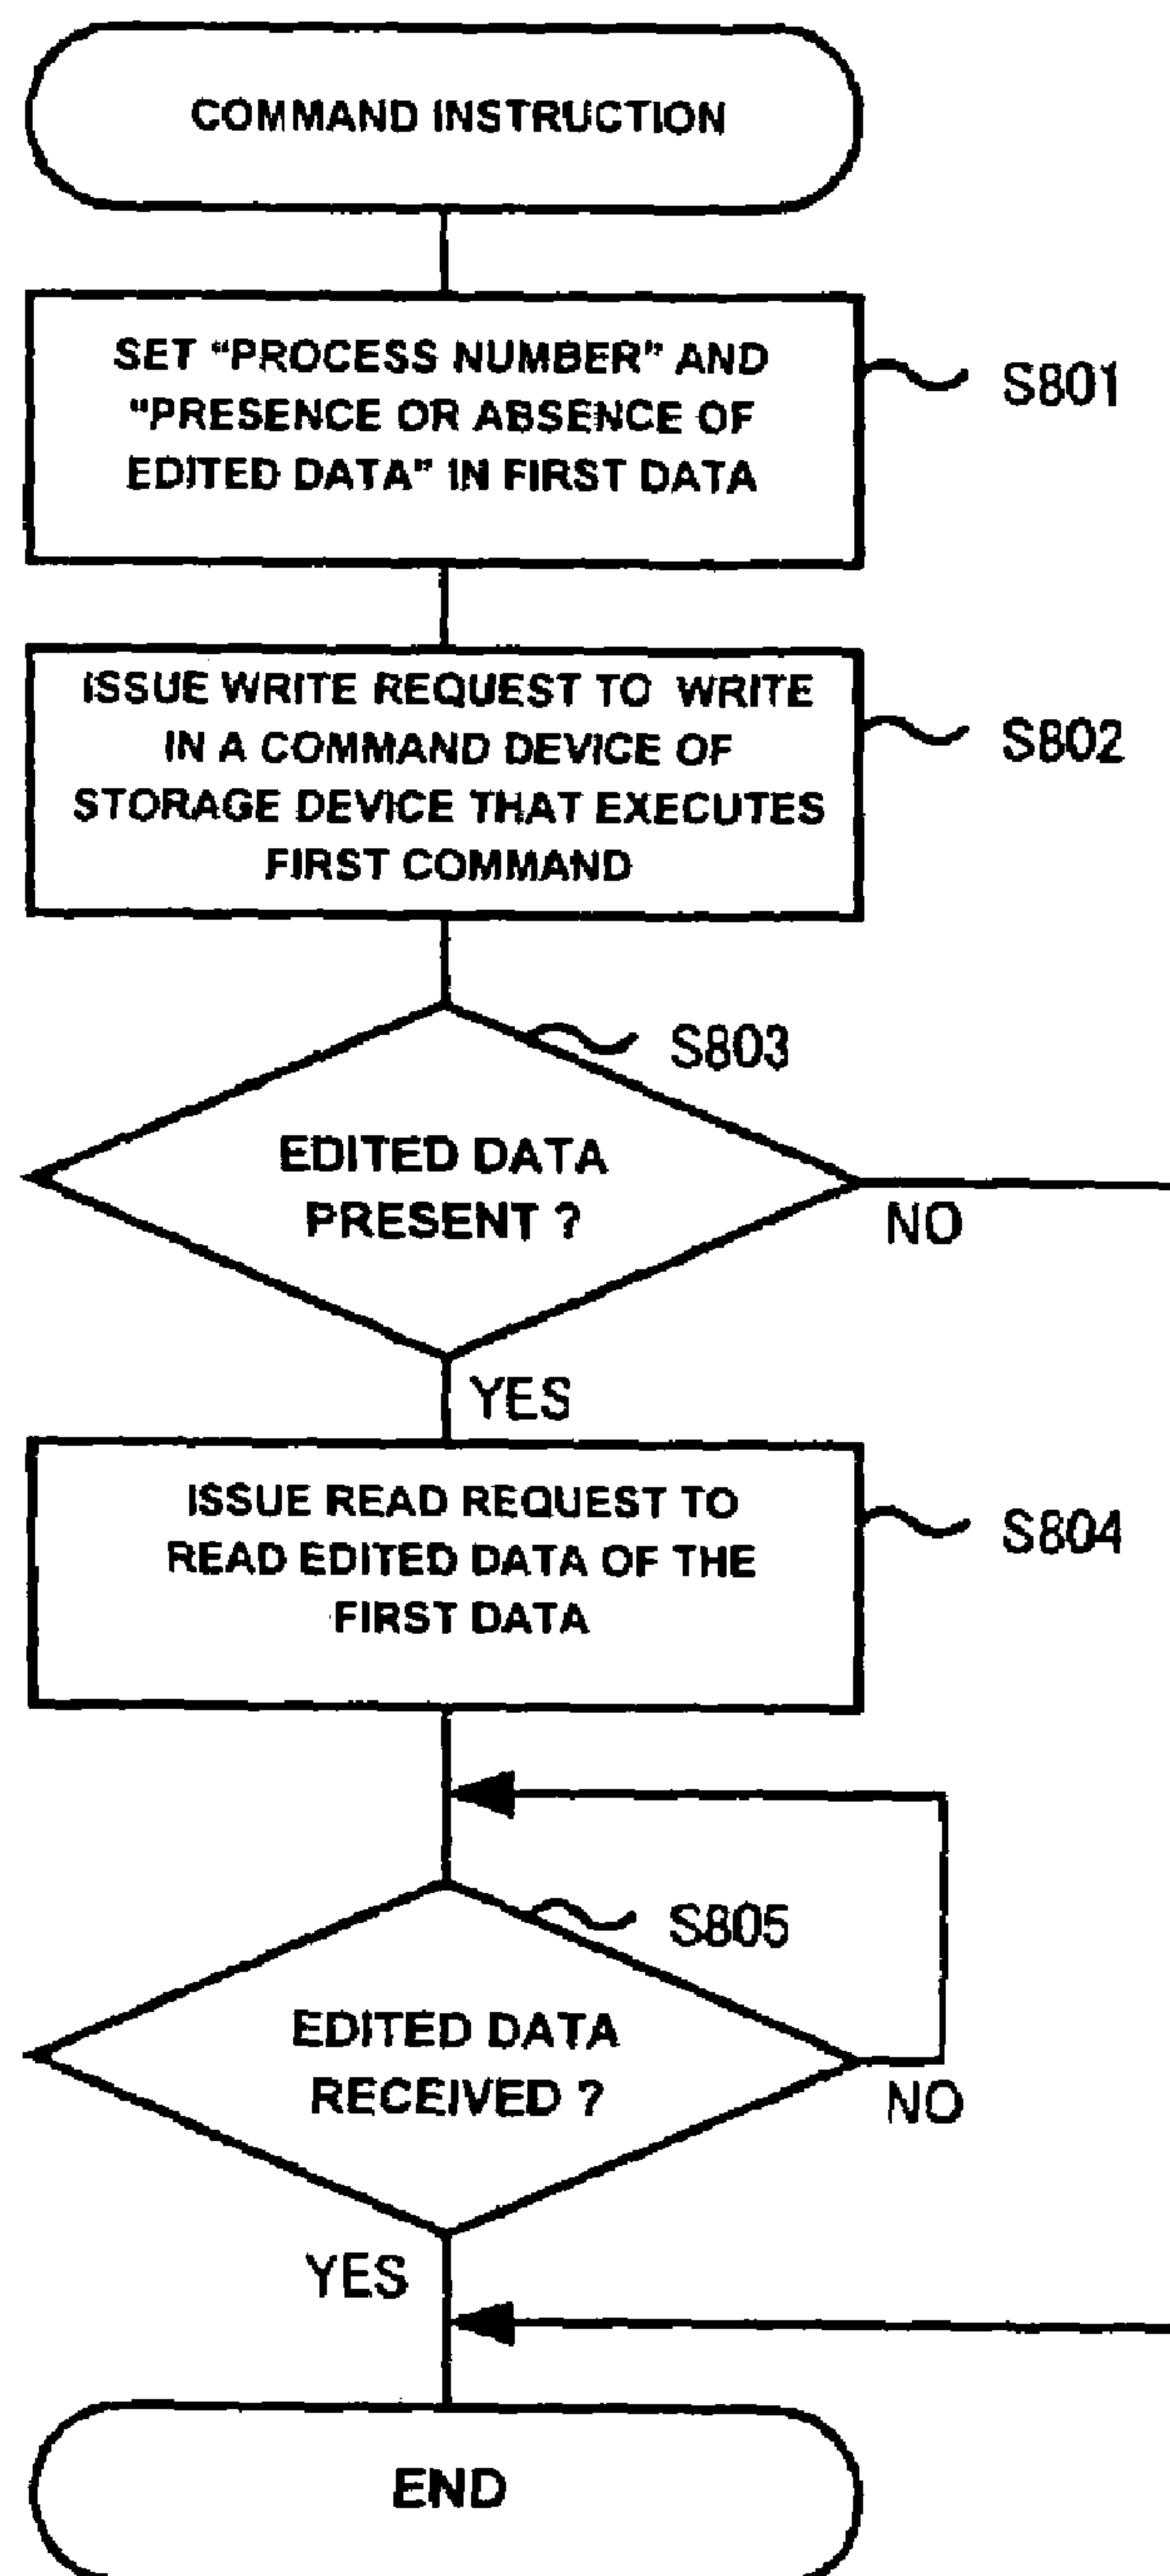 COMMAND INSTRUCTION
SET "PROCESS NUMBER" AND
"PRESENCE OR ABSENCE OF
EDITED DATA" IN FIRST DATA
S801
ISSUE WRITE REQUEST TO WRITE
IN A COMMAND DEVICE OF
STORAGE DEVICE THAT EXECUTES
FIRST COMMAND
S802
S803
EDITED DATA
PRESENT ?
NO
YES
ISSUE READ REQUEST TO
READ EDITED DATA OF THE
FIRST DATA
S804
S805
EDITED DATA
RECEIVED ?
NO
YES
END